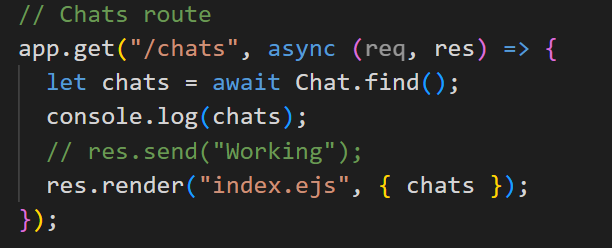 // Chats route
app.get("/chats", async (req, res) => {
  let chats = await Chat.find();
  console.log(chats);
  // res.send("Working");
  res.render("index.ejs", { chats });
});